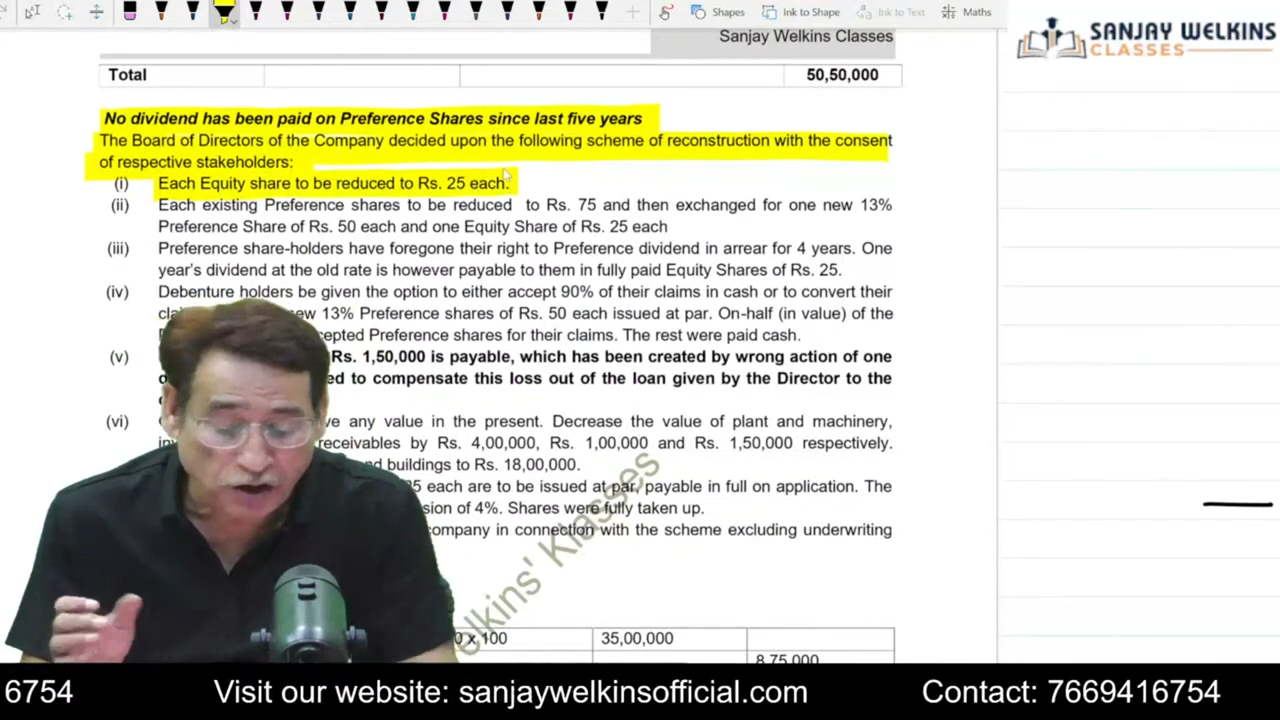 Shapes
Ink to Shape
Ink to Text
Maths
Sanjay Welkins Classes
SANJAY WELKINS
CLASSES
Total 50,50,000
No dividend has been paid on Preference Shares since last five years
The Board of Directors of the Company decided upon the following scheme of reconstruction with the consent
of respective stakeholders:
(i) Each Equity share to be reduced to Rs. 25 each.
(ii) Each existing Preference shares to be reduced to Rs. 75 and then exchanged for one new 13%
Preference Share of Rs. 50 each and one Equity Share of Rs. 25 each
(iii) Preference share-holders have foregone their right to Preference dividend in arrear for 4 years. One
year's dividend at the old rate is however payable to them in fully paid Equity Shares of Rs. 25.
(iv) Debenture holders be given the option to either accept 90% of their claims in cash or to convert their
new 13% Preference shares of Rs. 50 each issued at par. On-half (in value) of the
Preference shares for their claims. The rest were paid cash.
(v) Rs. 1,50,000 is payable, which has been created by wrong action of one
to compensate this loss out of the loan given by the Director to the
(vi) any value in the present. Decrease the value of plant and machinery,
receivables by Rs. 4,00,000, Rs. 1,00,000 and Rs. 1,50,000 respectively.
buildings to Rs. 18,00,000.
each are to be issued at par, payable in full on application. The
of 4%. Shares were fully taken up.
company in connection with the scheme excluding underwriting
Klasses
x 100 35,00,000
8,75,000
6754 Visit our website: sanjaywelkinsofficial.com Contact: 7669416754